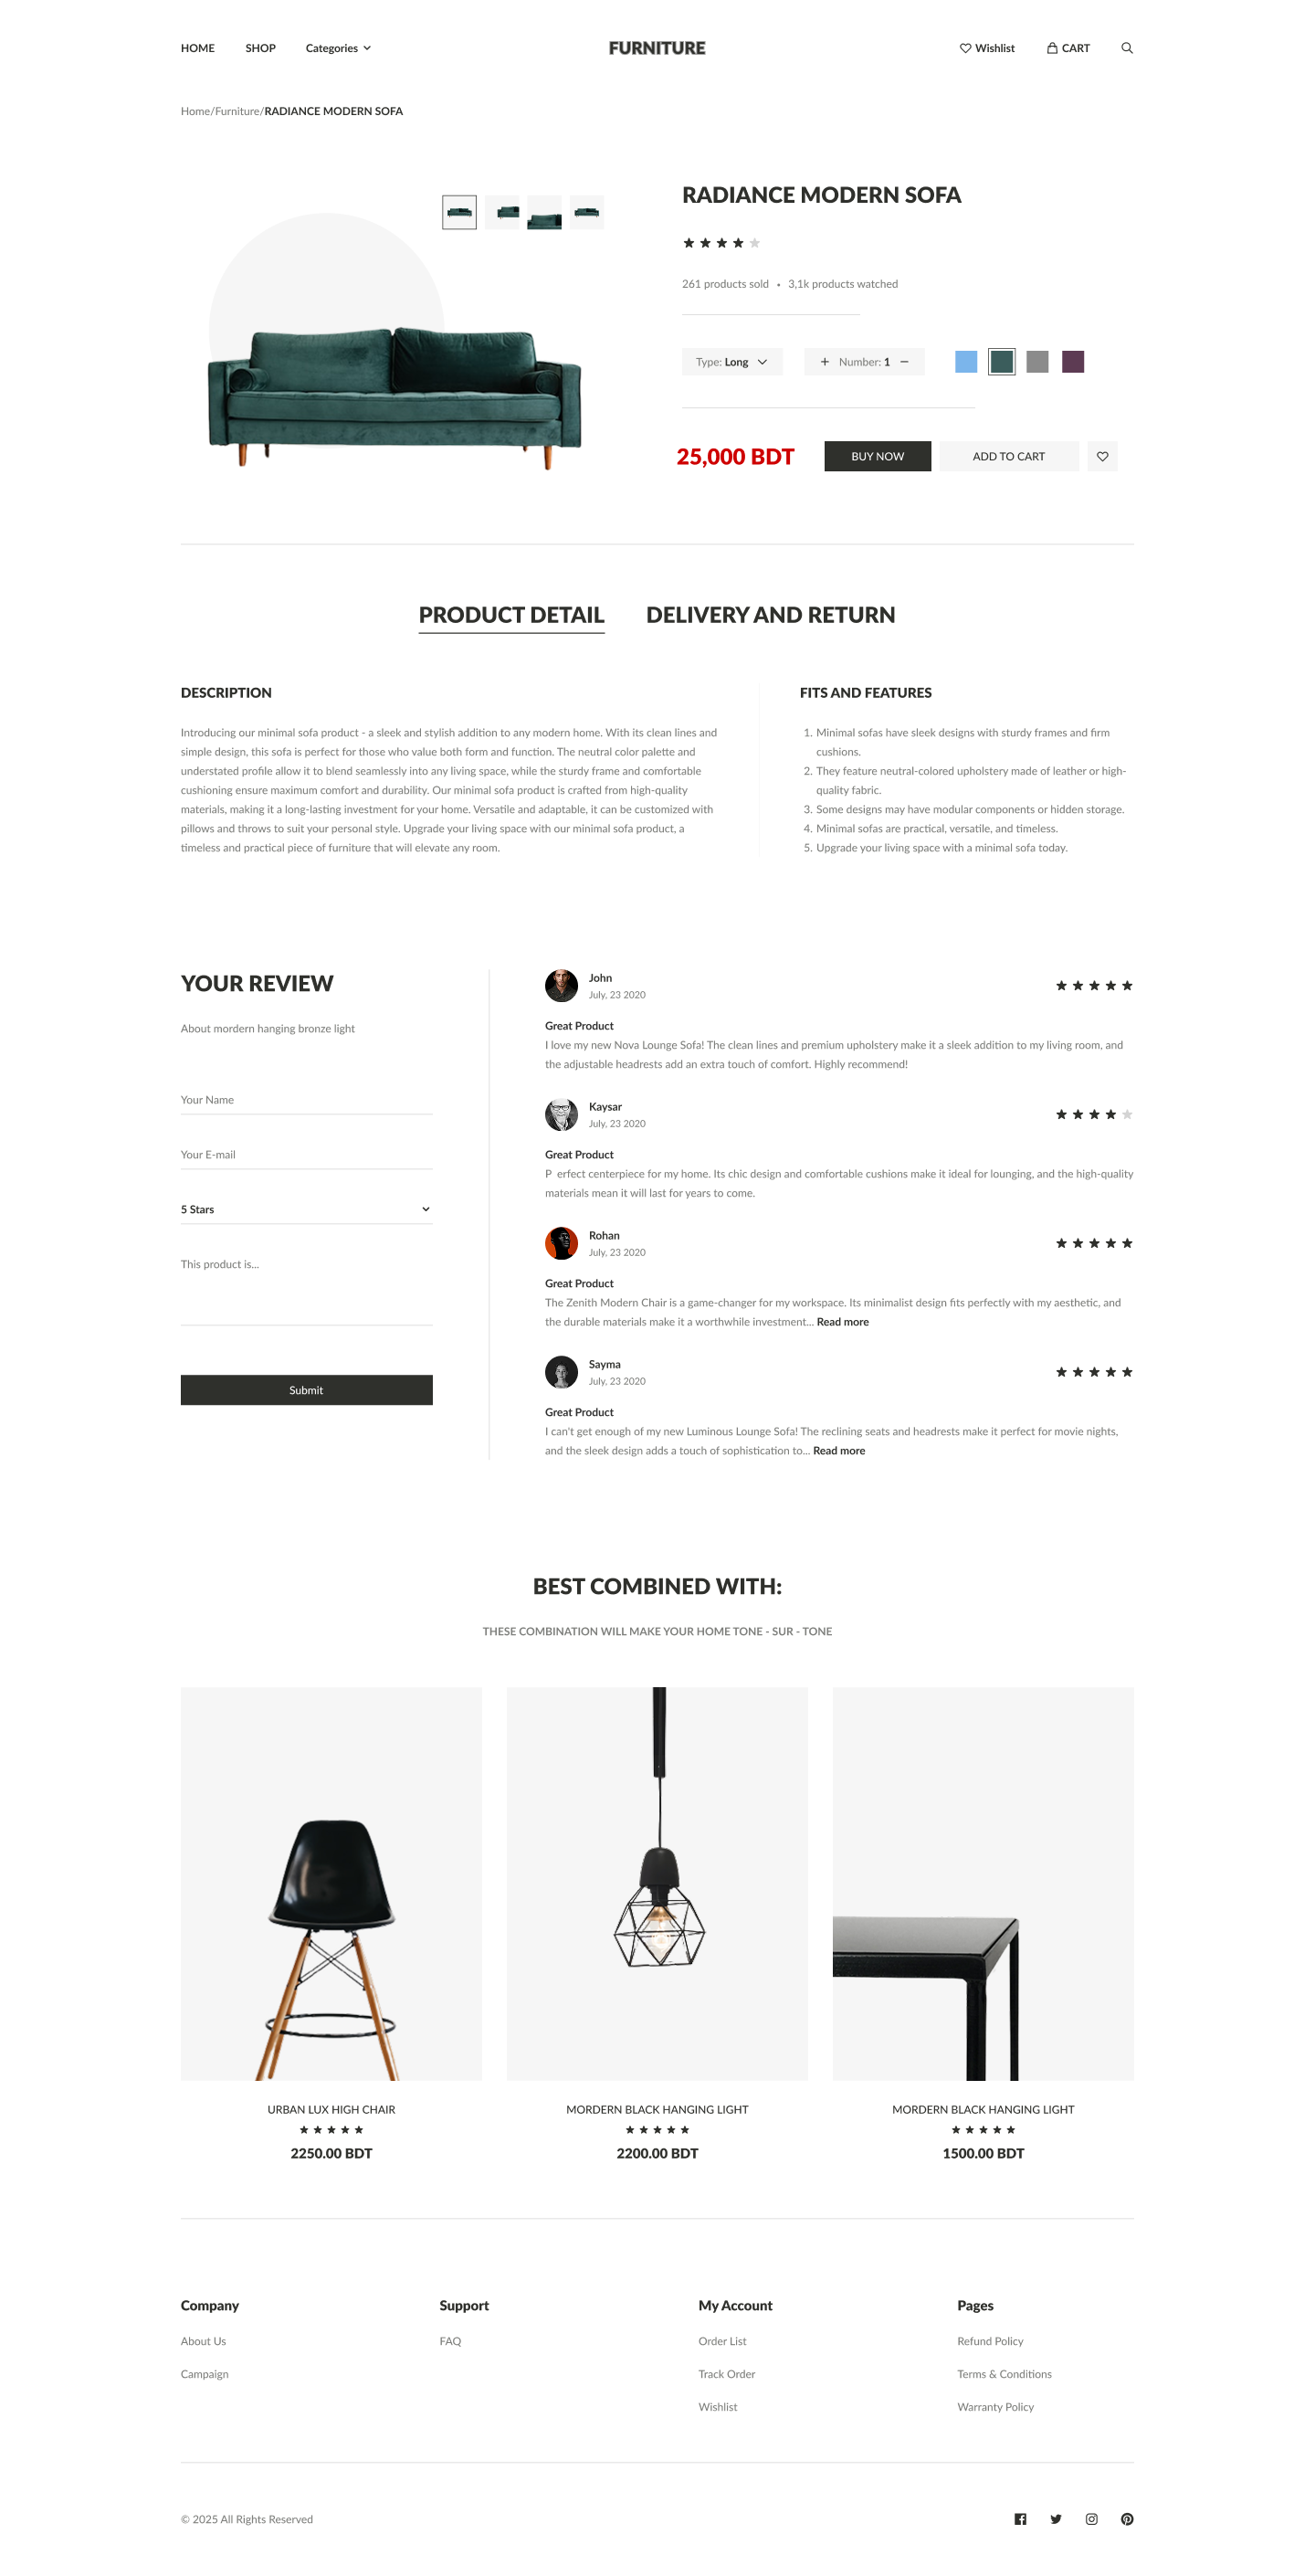 HOME SHOP Categories FURNITURE Wishlist CART
Home/Furniture/RADIANCE MODERN SOFA
RADIANCE MODERN SOFA
261 products sold • 3,1k products watched
Type: Long + Number: 1 −
25,000 BDT BUY NOW ADD TO CART
PRODUCT DETAIL DELIVERY AND RETURN
DESCRIPTION
Introducing our minimal sofa product - a sleek and stylish addition to any modern home. With its clean lines and
simple design, this sofa is perfect for those who value both form and function. The neutral color palette and
understated profile allow it to blend seamlessly into any living space, while the sturdy frame and comfortable
cushioning ensure maximum comfort and durability. Our minimal sofa product is crafted from high-quality
materials, making it a long-lasting investment for your home. Versatile and adaptable, it can be customized with
pillows and throws to suit your personal style. Upgrade your living space with our minimal sofa product, a
timeless and practical piece of furniture that will elevate any room.
FITS AND FEATURES
1. Minimal sofas have sleek designs with sturdy frames and firm
cushions.
2. They feature neutral-colored upholstery made of leather or high-
quality fabric.
3. Some designs may have modular components or hidden storage.
4. Minimal sofas are practical, versatile, and timeless.
5. Upgrade your living space with a minimal sofa today.
YOUR REVIEW
About mordern hanging bronze light
Your Name
Your E-mail
5 Stars
This product is...
Submit
John
July, 23 2020
Great Product
I love my new Nova Lounge Sofa! The clean lines and premium upholstery make it a sleek addition to my living room, and
the adjustable headrests add an extra touch of comfort. Highly recommend!
Kaysar
July, 23 2020
Great Product
P erfect centerpiece for my home. Its chic design and comfortable cushions make it ideal for lounging, and the high-quality
materials mean it will last for years to come.
Rohan
July, 23 2020
Great Product
The Zenith Modern Chair is a game-changer for my workspace. Its minimalist design fits perfectly with my aesthetic, and
the durable materials make it a worthwhile investment... Read more
Sayma
July, 23 2020
Great Product
I can't get enough of my new Luminous Lounge Sofa! The reclining seats and headrests make it perfect for movie nights,
and the sleek design adds a touch of sophistication to... Read more
BEST COMBINED WITH:
THESE COMBINATION WILL MAKE YOUR HOME TONE - SUR - TONE
URBAN LUX HIGH CHAIR
2250.00 BDT
MORDERN BLACK HANGING LIGHT
2200.00 BDT
MORDERN BLACK HANGING LIGHT
1500.00 BDT
Company
About Us
Campaign
Support
FAQ
My Account
Order List
Track Order
Wishlist
Pages
Refund Policy
Terms & Conditions
Warranty Policy
© 2025 All Rights Reserved